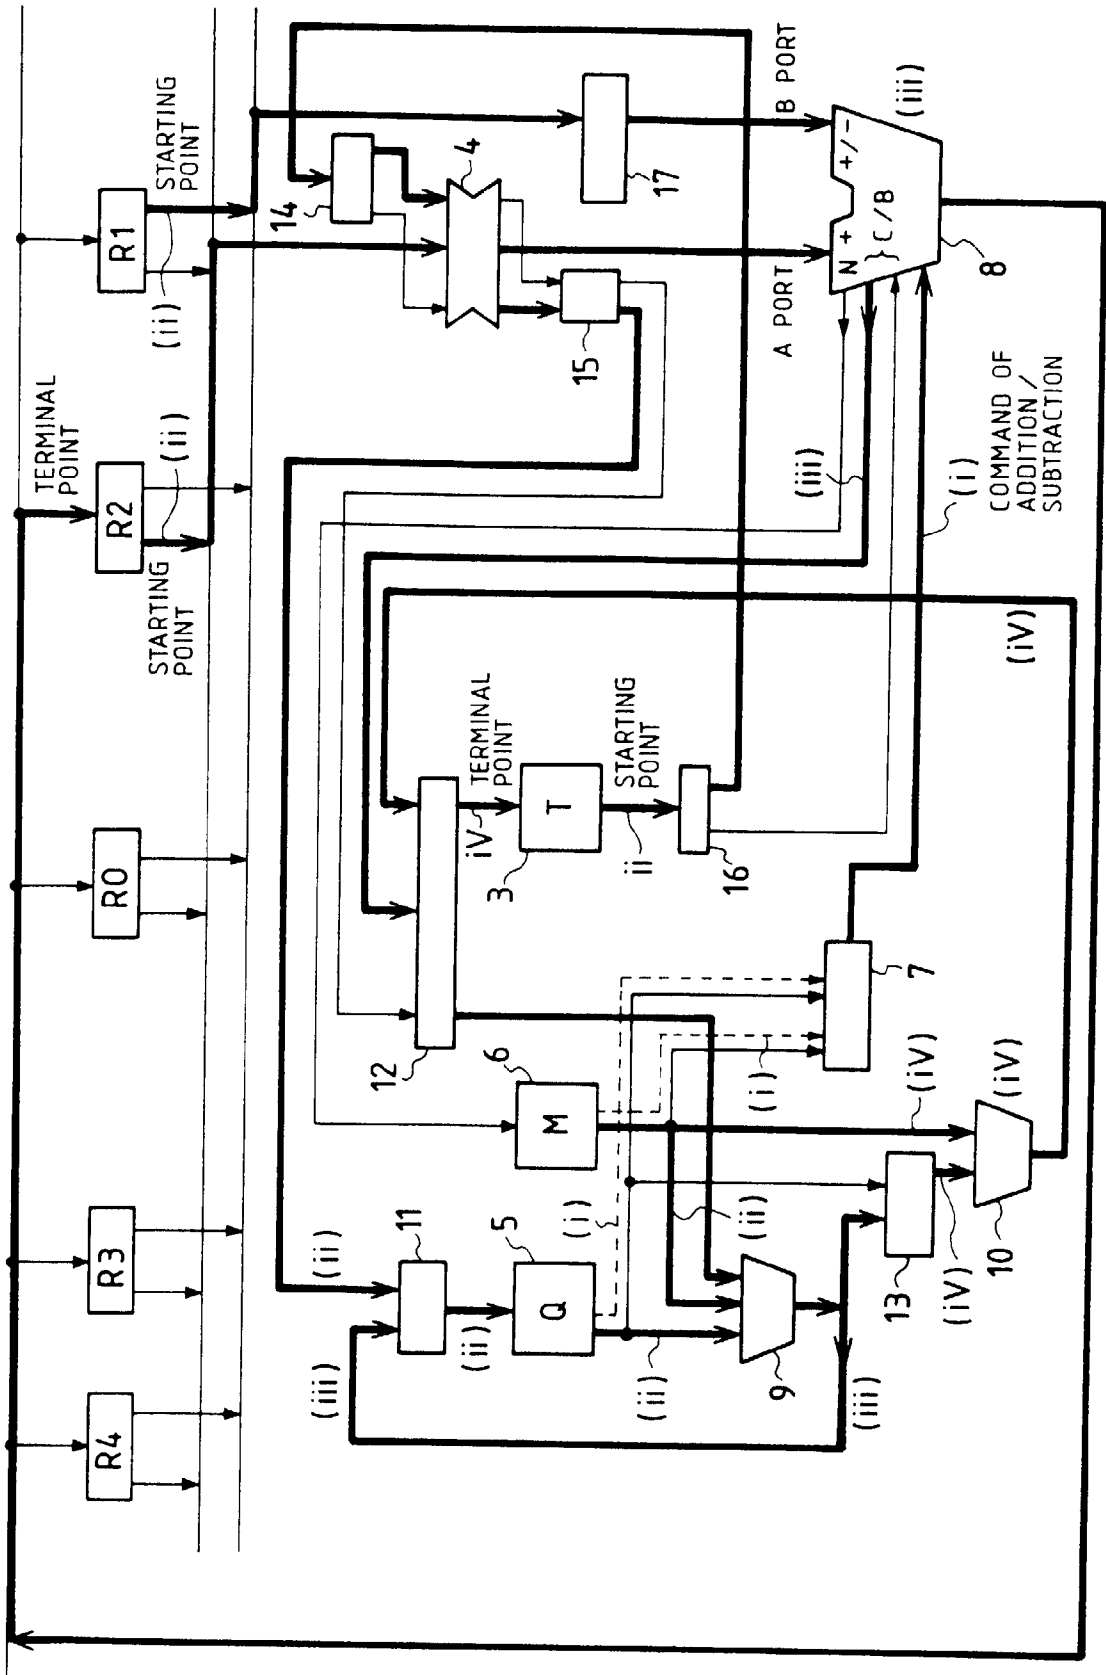 R4
R3
R0
R2
R1
TERMINAL
POINT
STARTING
POINT
(ii)
(ii)
STARTING
POINT
14
4
15
17
A PORT
B PORT
N
+
+/-
} C/B
(iii)
8
(iii)
(i)
COMMAND OF
ADDITION/
SUBTRACTION
(ii)
(iii)
11
(ii)
5
Q
(i)
(ii)
(ii)
9
(iii)
12
6
M
(i)
iV
TERMINAL
POINT
3
T
ii
STARTING
POINT
16
7
13
(iV)
(iV)
10
(iV)
(iV)